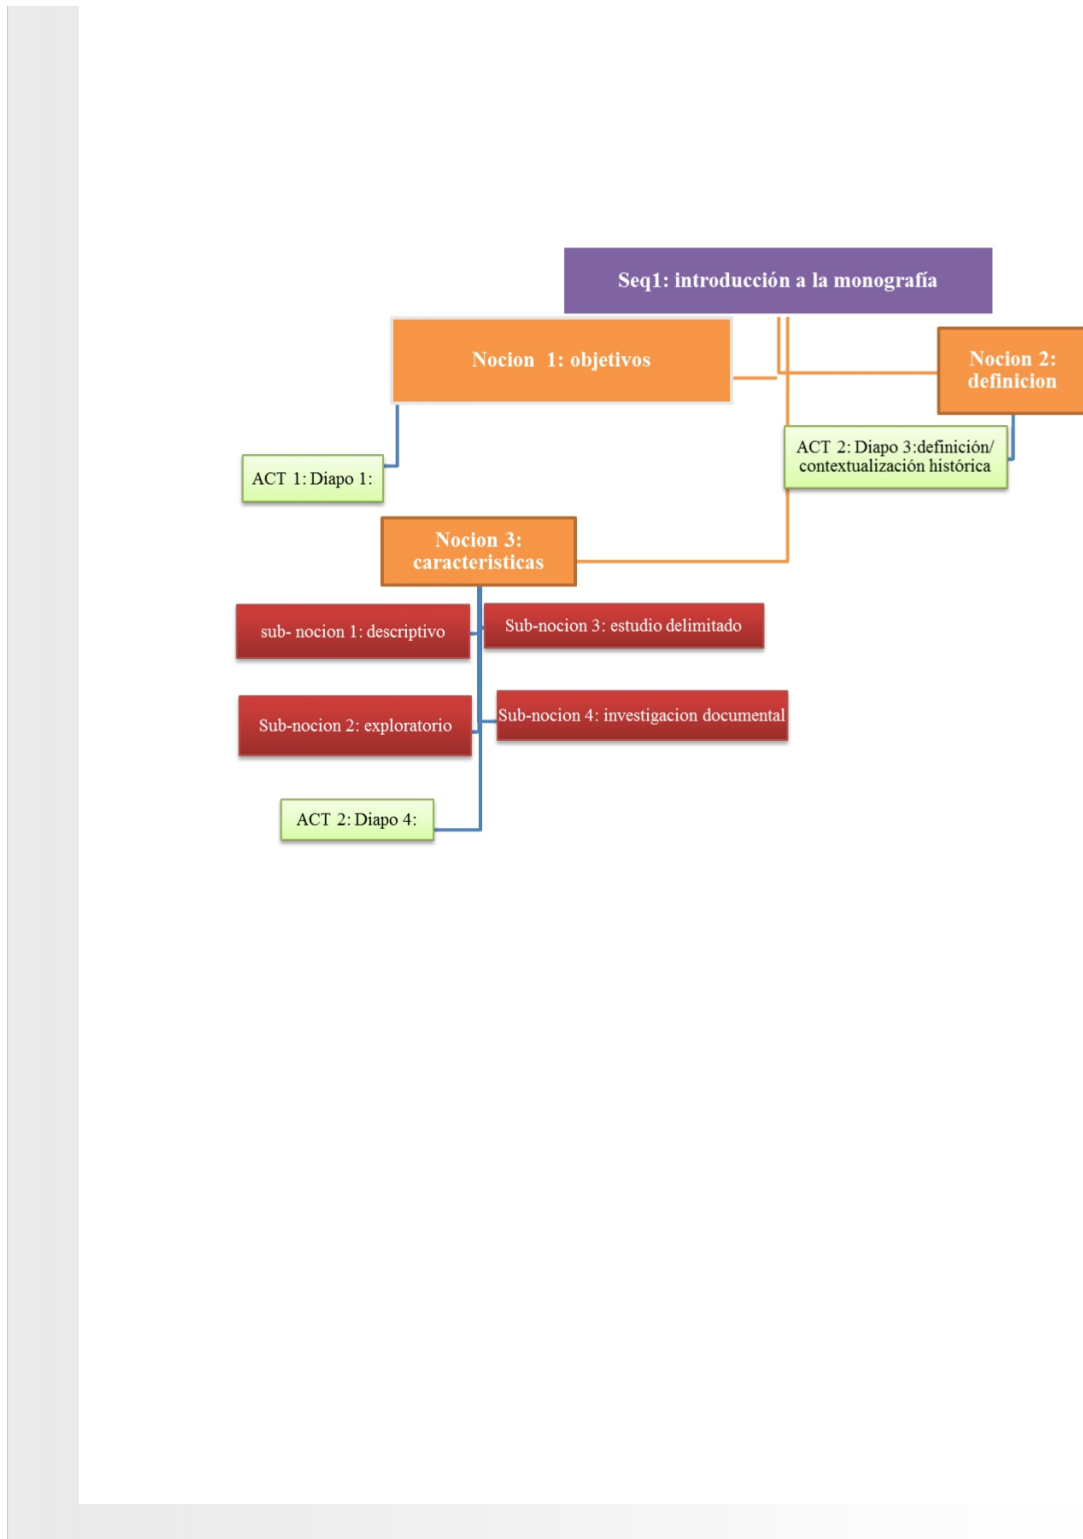 Seq1: introducción a la monografía
Nocion 1: objetivos
Nocion 2:
definicion
ACT 1: Diapo 1:
ACT 2: Diapo 3:definición/
contextualización histórica
Nocion 3:
caracteristicas
sub- nocion 1: descriptivo
Sub-nocion 3: estudio delimitado
Sub-nocion 2: exploratorio
Sub-nocion 4: investigacion documental
ACT 2: Diapo 4: